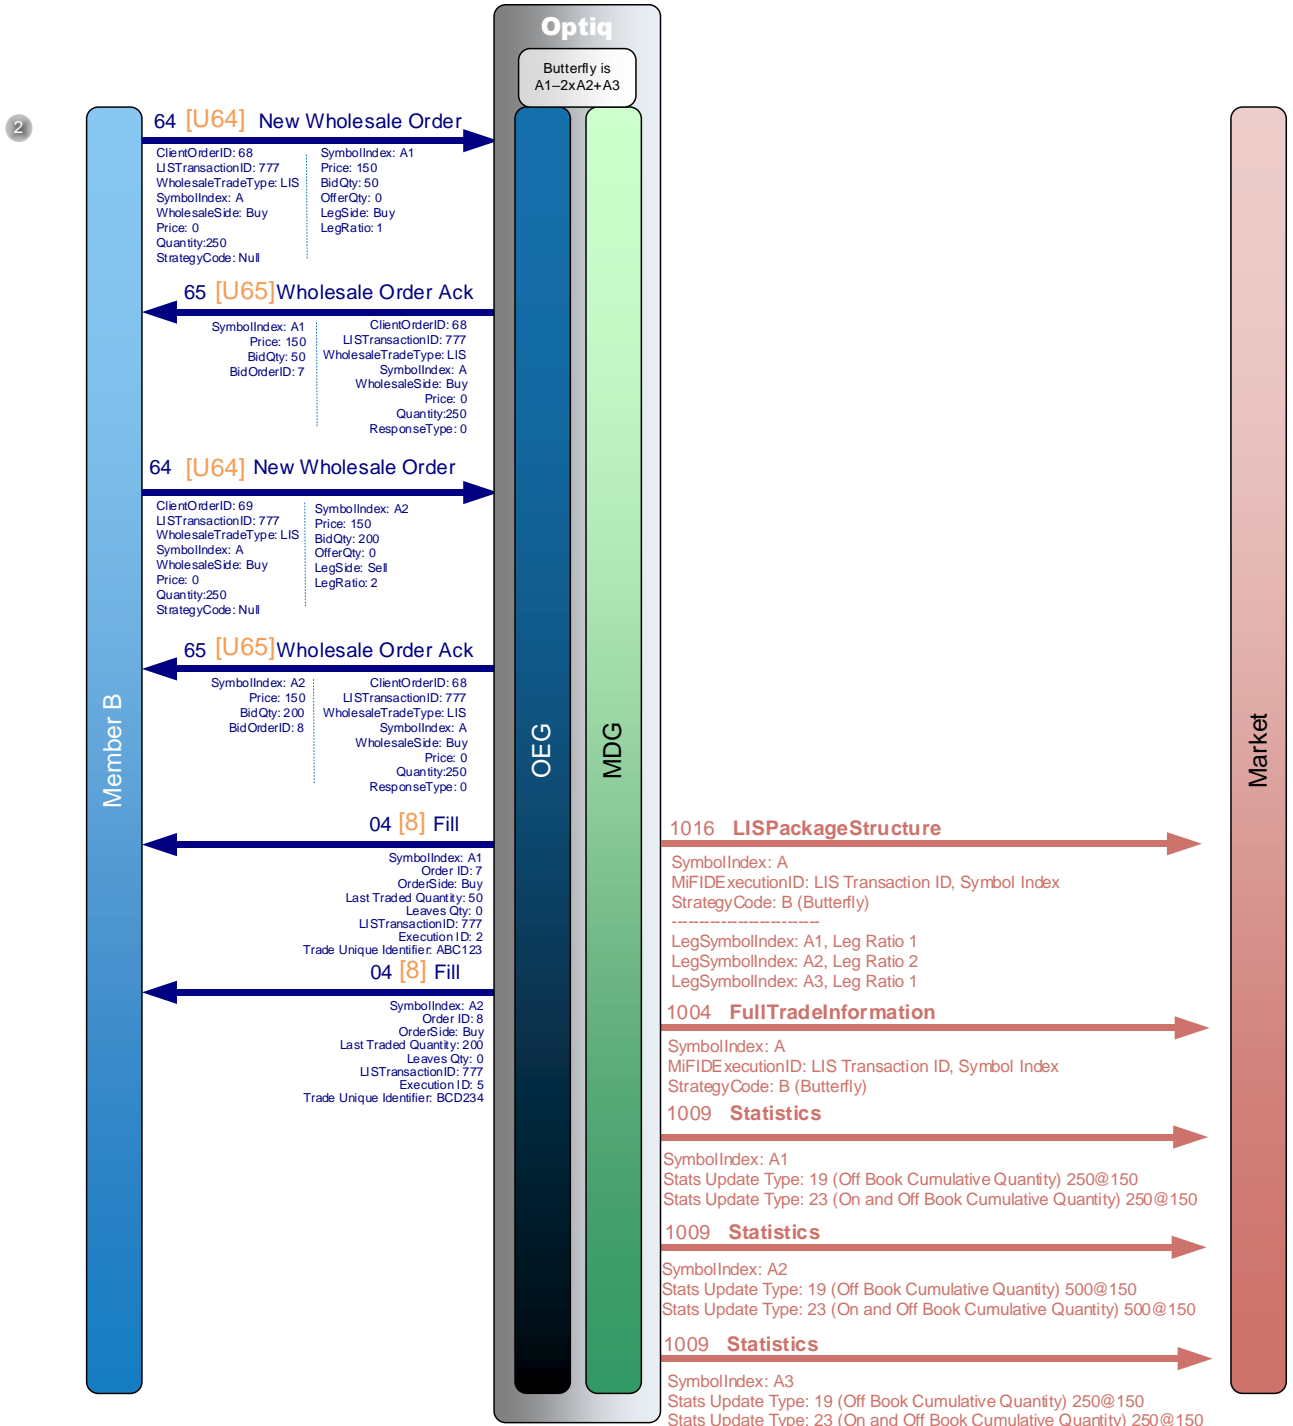 Optiq
Butterfly is
A1–2xA2+A3
2
64 [U64] New Wholesale Order
ClientOrderID: 68
LISTransactionID: 777
WholesaleTradeType: LIS
SymbolIndex: A
WholesaleSide: Buy
Price: 0
Quantity:250
StrategyCode: Null
SymbolIndex: A1
Price: 150
BidQty: 50
OfferQty: 0
LegSide: Buy
LegRatio: 1
65 [U65]Wholesale Order Ack
SymbolIndex: A1
Price: 150
BidQty: 50
BidOrderID: 7
ClientOrderID: 68
LISTransactionID: 777
WholesaleTradeType: LIS
SymbolIndex: A
WholesaleSide: Buy
Price: 0
Quantity:250
ResponseType: 0
64 [U64] New Wholesale Order
ClientOrderID: 69
LISTransactionID: 777
WholesaleTradeType: LIS
SymbolIndex: A
WholesaleSide: Buy
Price: 0
Quantity:250
StrategyCode: Null
SymbolIndex: A2
Price: 150
BidQty: 200
OfferQty: 0
LegSide: Sell
LegRatio: 2
65 [U65]Wholesale Order Ack
SymbolIndex: A2
Price: 150
BidQty: 200
BidOrderID: 8
ClientOrderID: 68
LISTransactionID: 777
WholesaleTradeType: LIS
SymbolIndex: A
WholesaleSide: Buy
Price: 0
Quantity:250
ResponseType: 0
Member B
OEG
MDG
Market
04 [8] Fill
SymbolIndex: A1
Order ID: 7
OrderSide: Buy
Last Traded Quantity: 50
Leaves Qty: 0
LISTransactionID: 777
Execution ID: 2
Trade Unique Identifier: ABC123
04 [8] Fill
SymbolIndex: A2
Order ID: 8
OrderSide: Buy
Last Traded Quantity: 200
Leaves Qty: 0
LISTransactionID: 777
Execution ID: 5
Trade Unique Identifier: BCD234
1016 LISPackageStructure
SymbolIndex: A
MiFIDExecutionID: LIS Transaction ID, Symbol Index
StrategyCode: B (Butterfly)
---------------------------
LegSymbolIndex: A1, Leg Ratio 1
LegSymbolIndex: A2, Leg Ratio 2
LegSymbolIndex: A3, Leg Ratio 1
1004 FullTradeInformation
SymbolIndex: A
MiFIDExecutionID: LIS Transaction ID, Symbol Index
StrategyCode: B (Butterfly)
1009 Statistics
SymbolIndex: A1
Stats Update Type: 19 (Off Book Cumulative Quantity) 250@150
Stats Update Type: 23 (On and Off Book Cumulative Quantity) 250@150
1009 Statistics
SymbolIndex: A2
Stats Update Type: 19 (Off Book Cumulative Quantity) 500@150
Stats Update Type: 23 (On and Off Book Cumulative Quantity) 500@150
1009 Statistics
SymbolIndex: A3
Stats Update Type: 19 (Off Book Cumulative Quantity) 250@150
Stats Update Type: 23 (On and Off Book Cumulative Quantity) 250@150